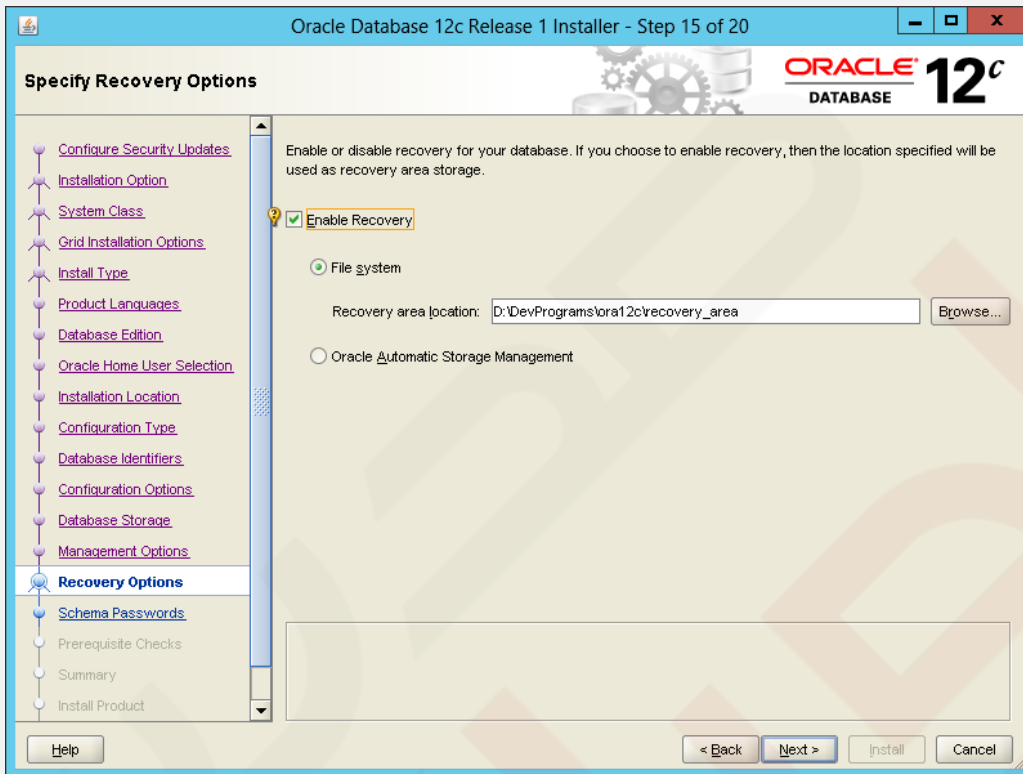 Oracle Database 12c Release 1 Installer - Step 15 of 20
Specify Recovery Options
ORACLE
DATABASE
12c
Configure Security Updates
Installation Option
System Class
Grid Installation Options
Install Type
Product Languages
Database Edition
Oracle Home User Selection
Installation Location
Configuration Type
Database Identifiers
Configuration Options
Database Storage
Management Options
Recovery Options
Schema Passwords
Prerequisite Checks
Summary
Install Product
Enable or disable recovery for your database. If you choose to enable recovery, then the location specified will be
used as recovery area storage.
Enable Recovery
File system
Recovery area location: D:\DevPrograms\ora12c\recovery_area Browse...
Oracle Automatic Storage Management
Help < Back Next > Install Cancel